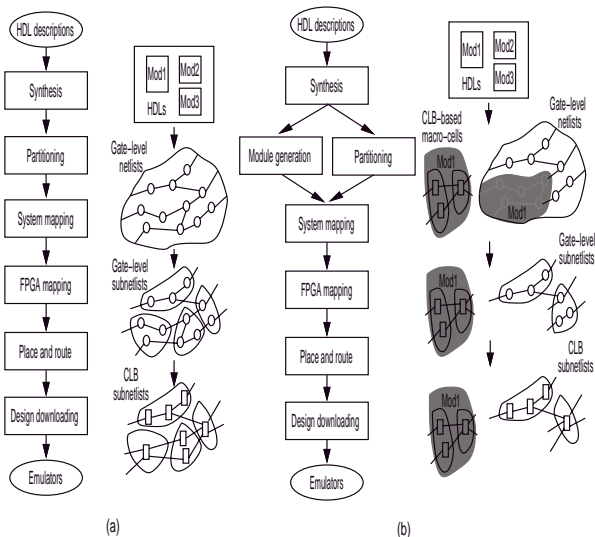 HDL descriptions
Synthesis
Partitioning
System mapping
FPGA mapping
Place and route
Design downloading
Emulators
Mod1
Mod2
HDLs
Mod3
Gate–level
netlists
Gate–level
subnetlists
CLB
subnetlists
(a)
HDL descriptions
Synthesis
Module generation
Partitioning
System mapping
FPGA mapping
Place and route
Design downloading
Emulators
Mod1
Mod2
HDLs
Mod3
CLB–based
macro–cells
Mod1
Gate–level
netlists
Mod1
Mod1
Gate–level
subnetlists
Mod1
CLB
subnetlists
(b)